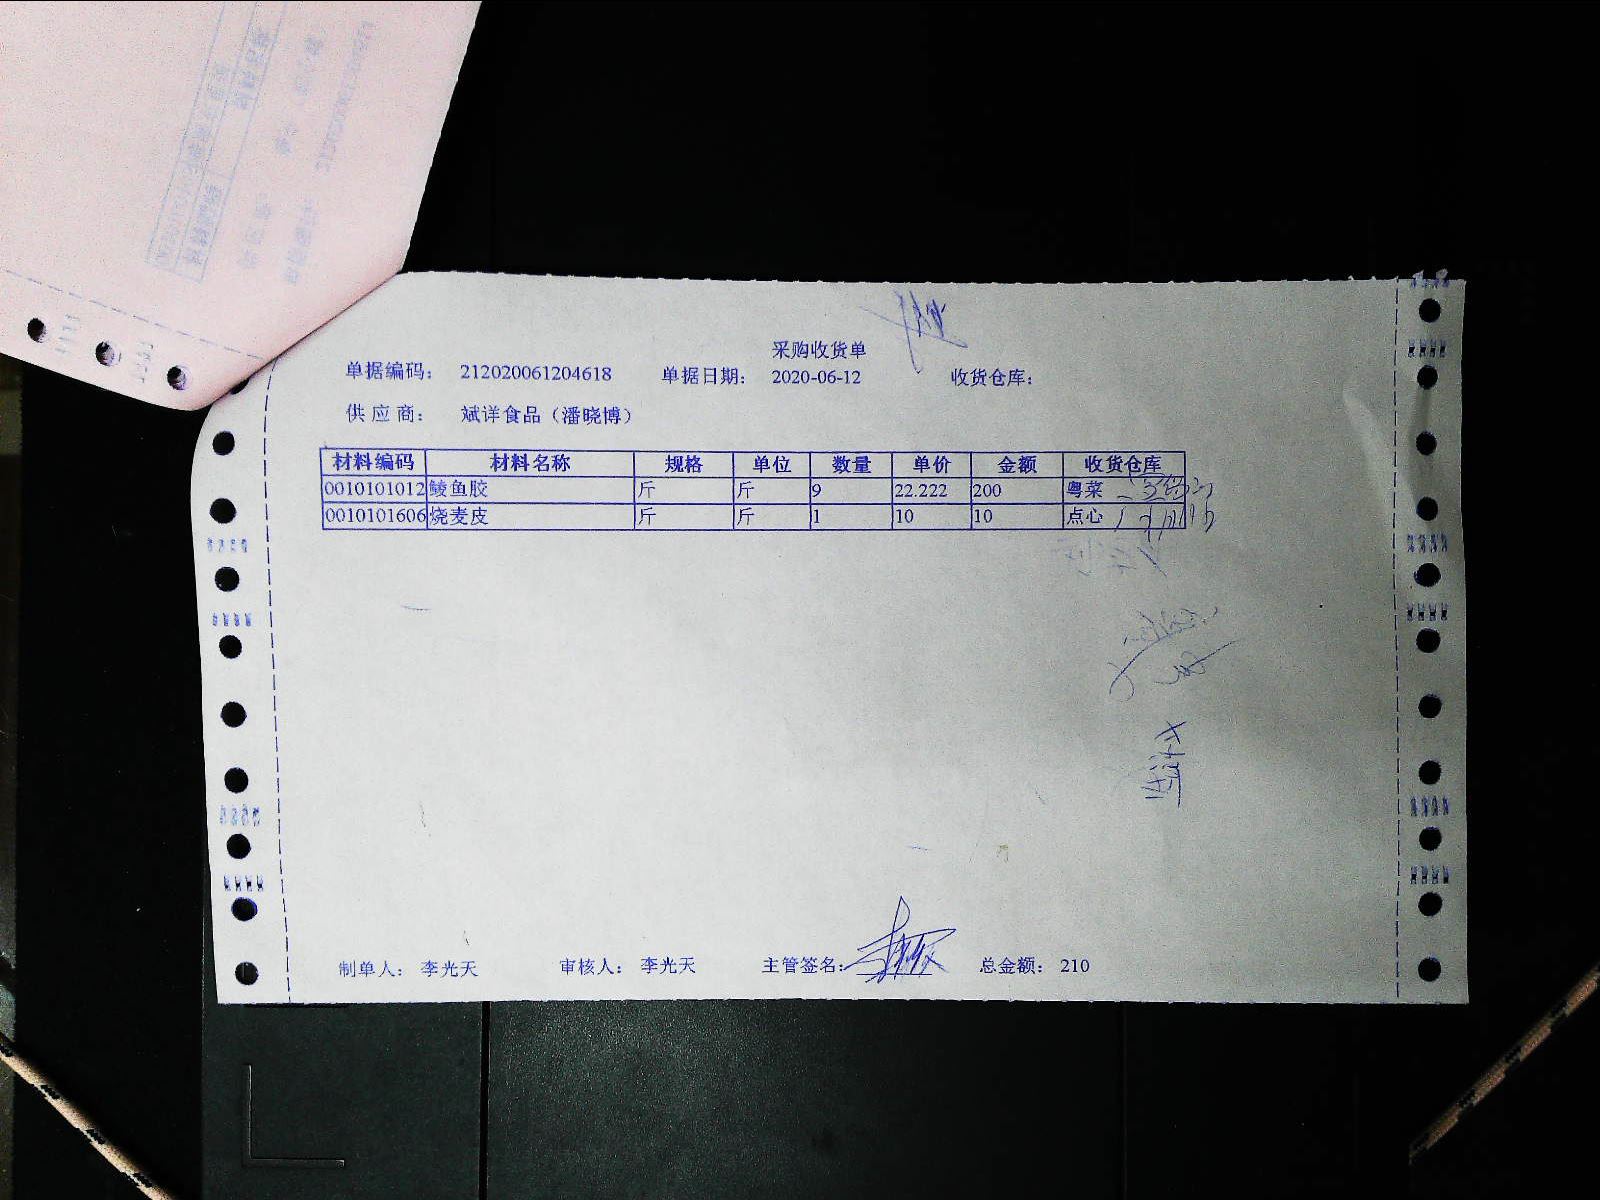 采购收货单
单据编码： 212020061204618 单据日期： 2020-06-12 收货仓库：
供应商： 斌详食品（潘晓博）
材料编码 材料名称 规格 单位 数量 单价 金额 收货仓库
0010101012 鲮鱼胶 斤 斤 9 22.222 200 粤菜
0010101606 烧麦皮 斤 斤 1 10 10 点心
制单人： 李光天 审核人： 李光天 主管签名： 总金额： 210